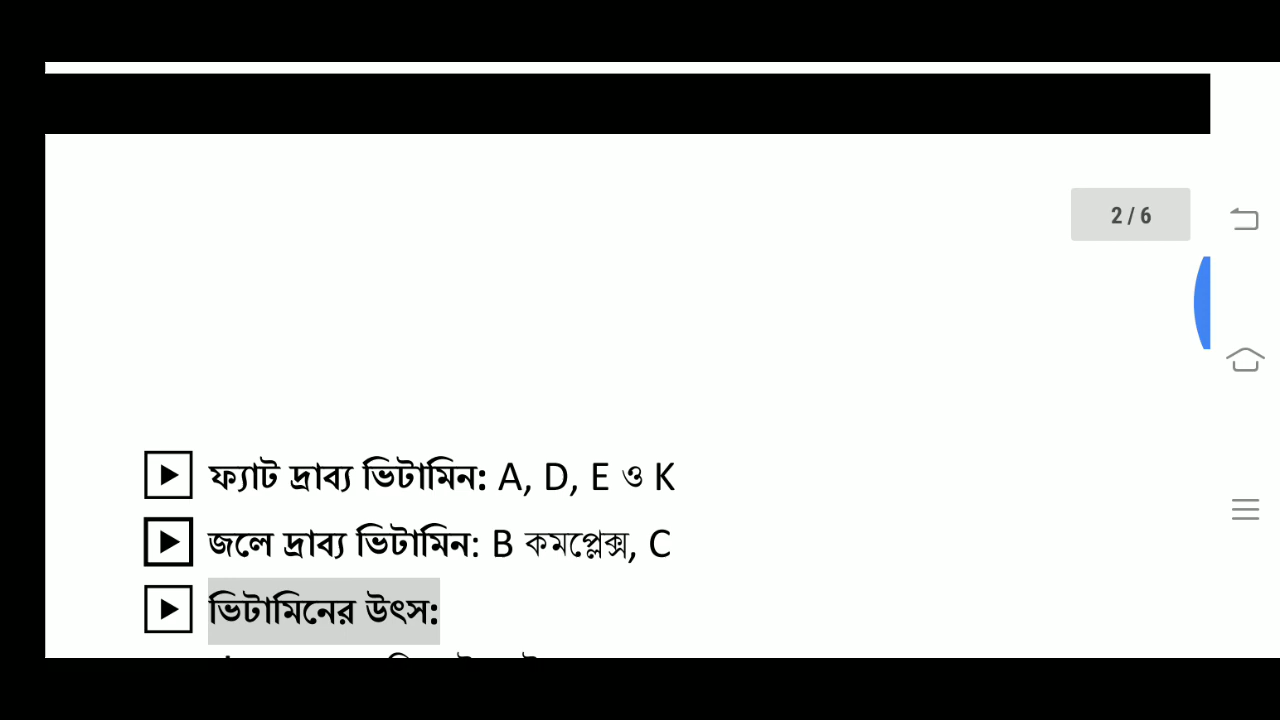 2 / 6
ফ্যাট দ্রাব্য ভিটামিন: A, D, E ও K
জলে দ্রাব্য ভিটামিন: B কমপ্লেক্স, C
ভিটামিনের উৎস: